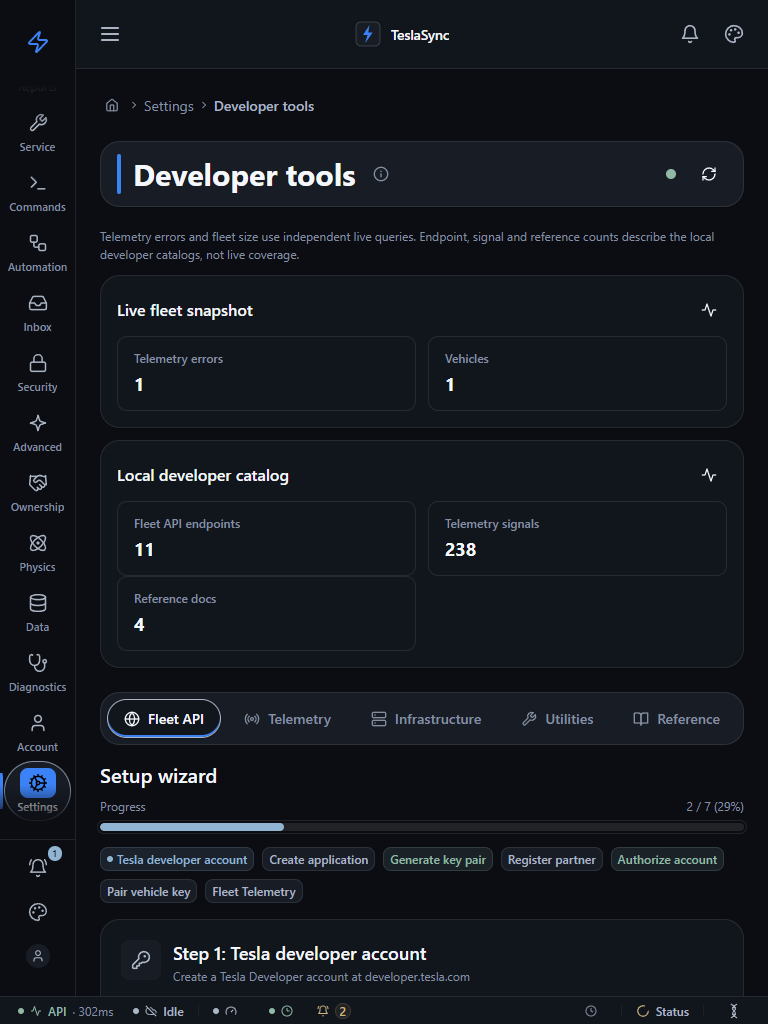 TeslaSync
Reports
Service
Commands
Automation
Inbox
Security
Advanced
Ownership
Physics
Data
Diagnostics
Account
Settings
1
Settings
Developer tools
Developer tools
Telemetry errors and fleet size use independent live queries. Endpoint, signal and reference counts describe the local
developer catalogs, not live coverage.
Live fleet snapshot
Telemetry errors
1
Vehicles
1
Local developer catalog
Fleet API endpoints
11
Telemetry signals
238
Reference docs
4
Fleet API
Telemetry
Infrastructure
Utilities
Reference
Setup wizard
Progress
2 / 7 (29%)
Tesla developer account
Create application
Generate key pair
Register partner
Authorize account
Pair vehicle key
Fleet Telemetry
Step 1: Tesla developer account
Create a Tesla Developer account at developer.tesla.com
API · 302ms
Idle
2
Status